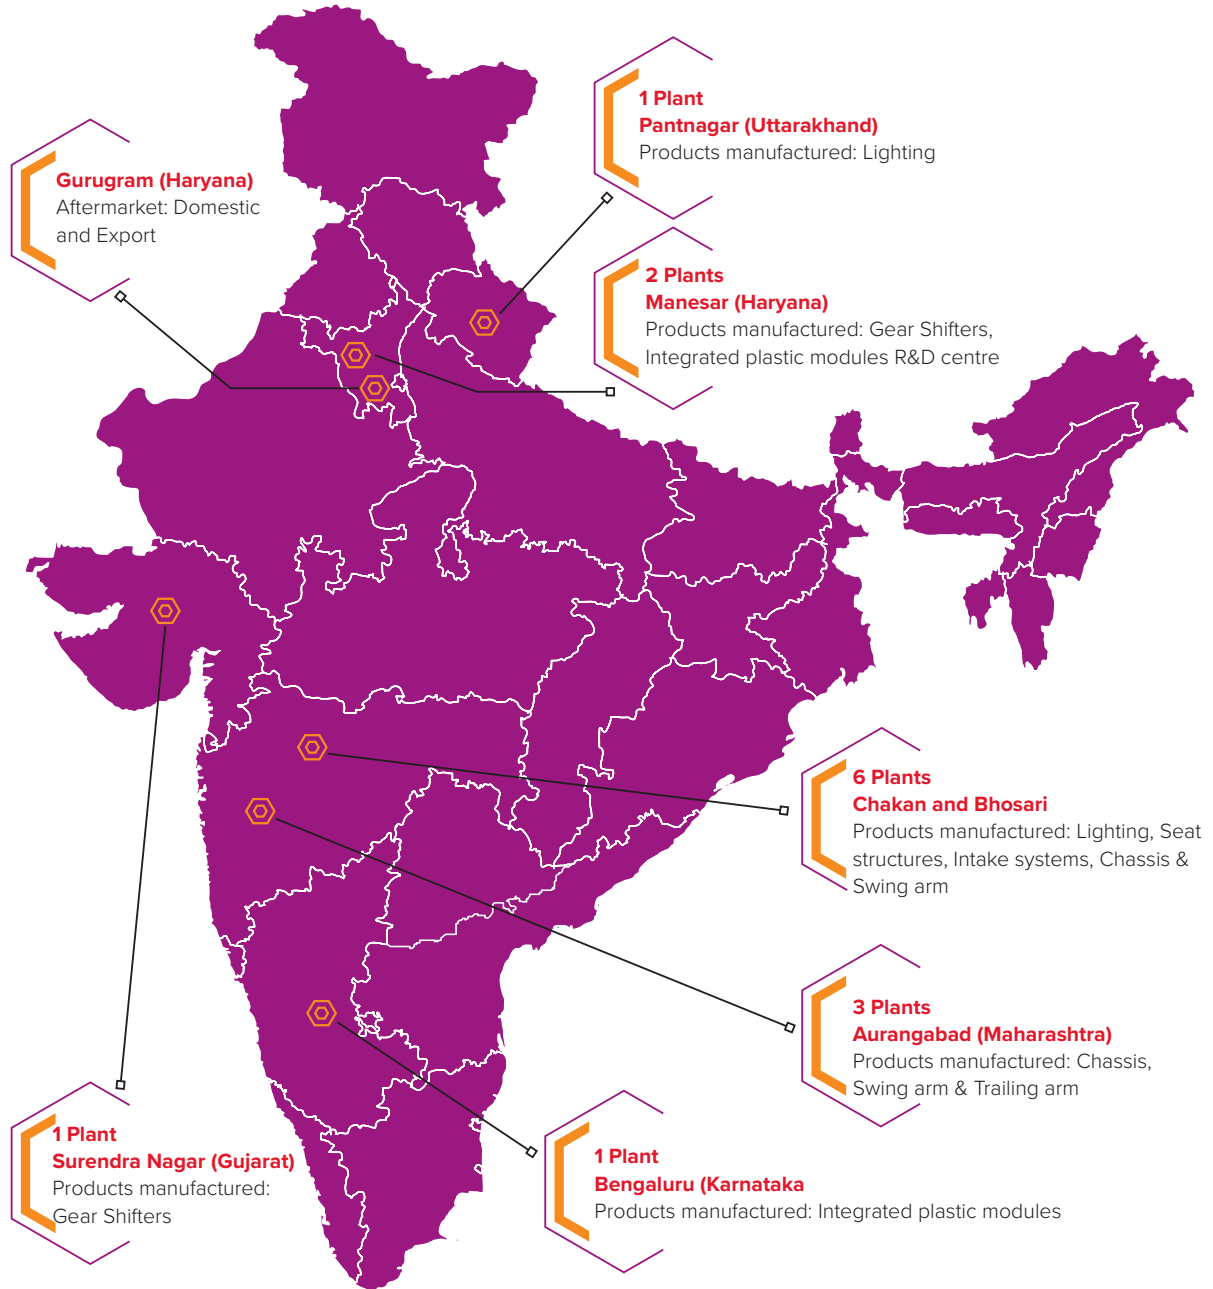 1 Plant
Pantnagar (Uttarakhand)
Products manufactured: Lighting
Gurugram (Haryana)
Aftermarket: Domestic
and Export
2 Plants
Manesar (Haryana)
Products manufactured: Gear Shifters,
Integrated plastic modules R&D centre
6 Plants
Chakan and Bhosari
Products manufactured: Lighting, Seat
structures, Intake systems, Chassis &
Swing arm
3 Plants
Aurangabad (Maharashtra)
Products manufactured: Chassis,
Swing arm & Trailing arm
1 Plant
Surendra Nagar (Gujarat)
Products manufactured:
Gear Shifters
1 Plant
Bengaluru (Karnataka
Products manufactured: Integrated plastic modules